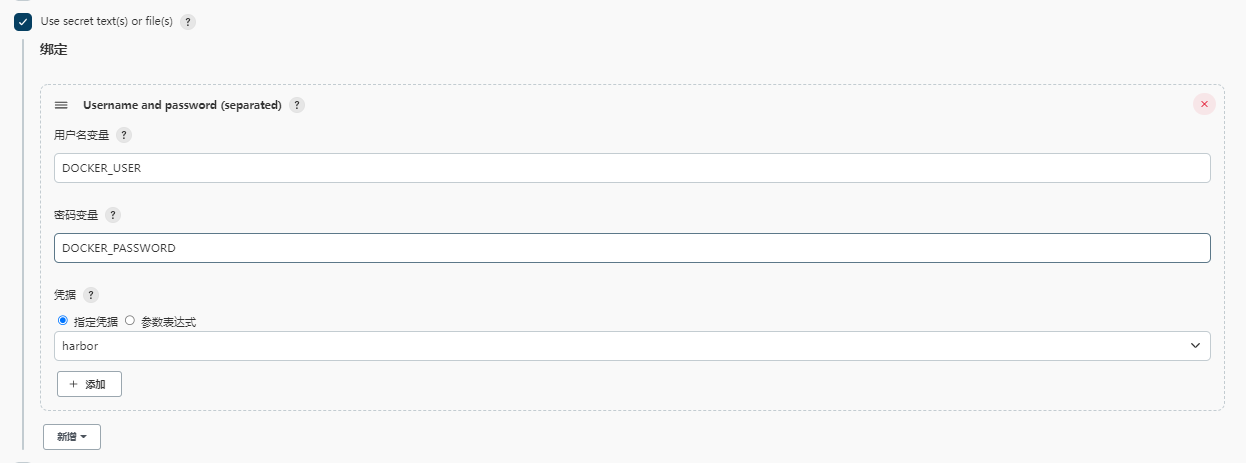 Use secret text(s) or file(s) ?
绑定
Username and password (separated) ?
用户名变量 ?
DOCKER_USER
密码变量 ?
DOCKER_PASSWORD
凭据 ?
指定凭据 参数表达式
harbor
+ 添加
新增